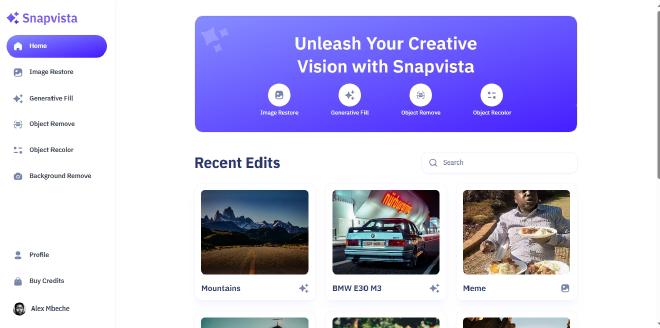 Snapvista
Home
Image Restore
Generative Fill
Object Remove
Object Recolor
Background Remove
Profile
Buy Credits
Alex Mbeche
Unleash Your Creative
Vision with Snapvista
Image Restore
Generative Fill
Object Remove
Object Recolor
Recent Edits
Search
Mountains
BMW E30 M3
Meme